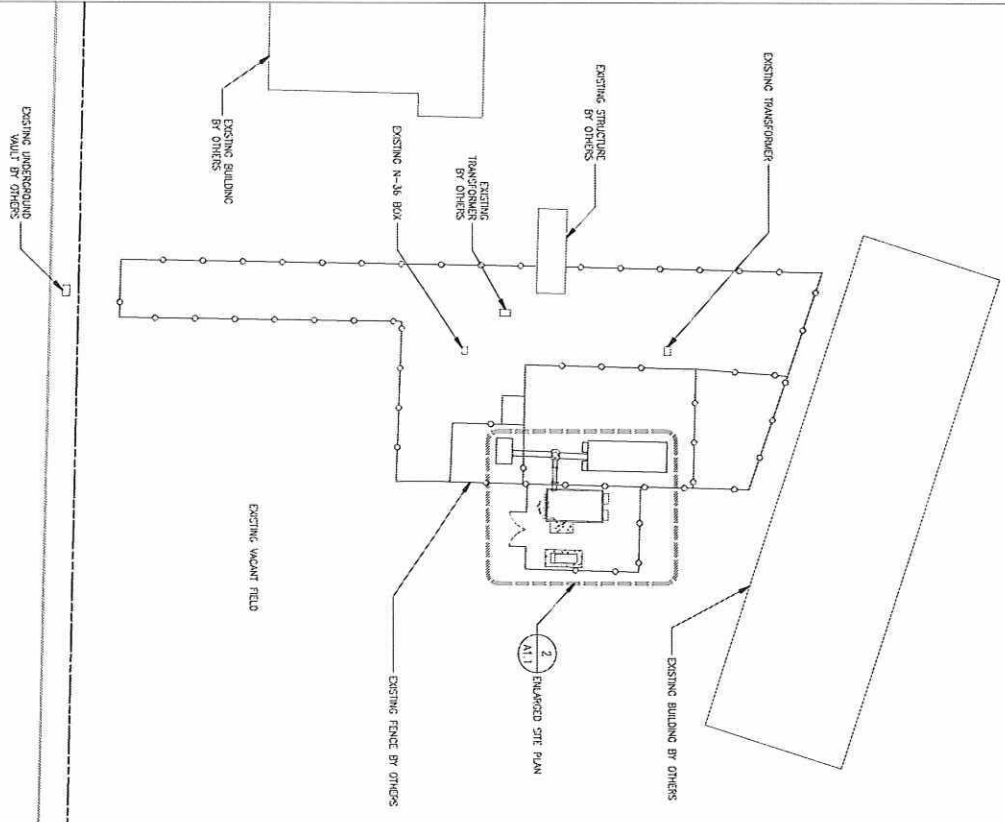 EXISTING TRANSFORMER
EXISTING STRUCTURE
BY OTHERS
EXISTING
TRANSFORMER
BY OTHERS
EXISTING N-36 BOX
EXISTING BUILDING
BY OTHERS
EXISTING UNDERGROUND
VAULT BY OTHERS
EXISTING BUILDING BY OTHERS
2
A1.1
ENLARGED SITE PLAN
EXISTING FENCE BY OTHERS
EXISTING VACANT FIELD